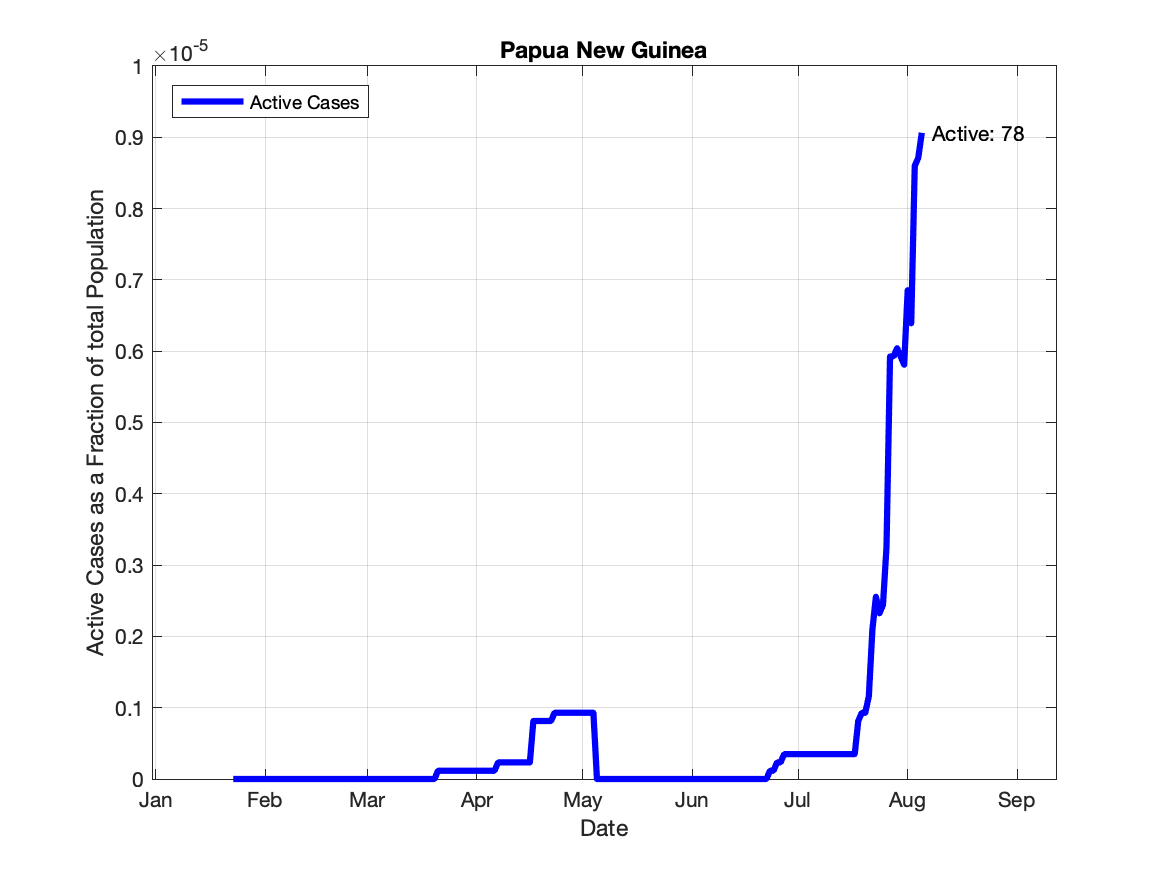 Papua New Guinea
×10-5
1
0.9
0.8
0.7
0.6
0.5
0.4
0.3
0.2
0.1
0
Active Cases
Active: 78
Active Cases as a Fraction of total Population
Jan Feb Mar Apr May Jun Jul Aug Sep
Date